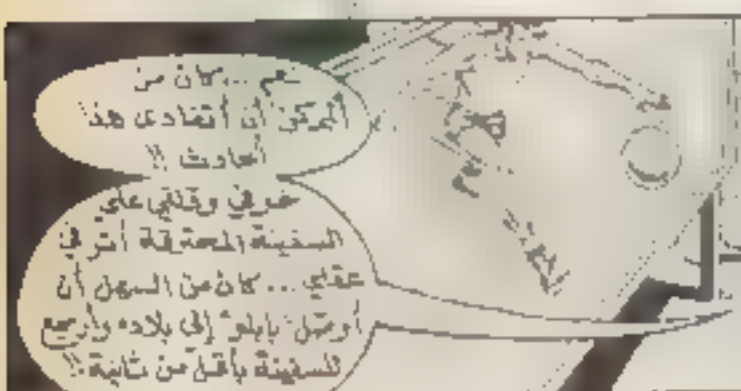 نعم ... كان من
الممكن أن أتفادى هذا
الحادث !!
خوفي وقلقي على
السفينة المحترقة أثر في
عقلي ... كان من السهل أن
أوصل "بابلو" إلى بلاده وأرجع
للسفينة بأقل من ثانية !!